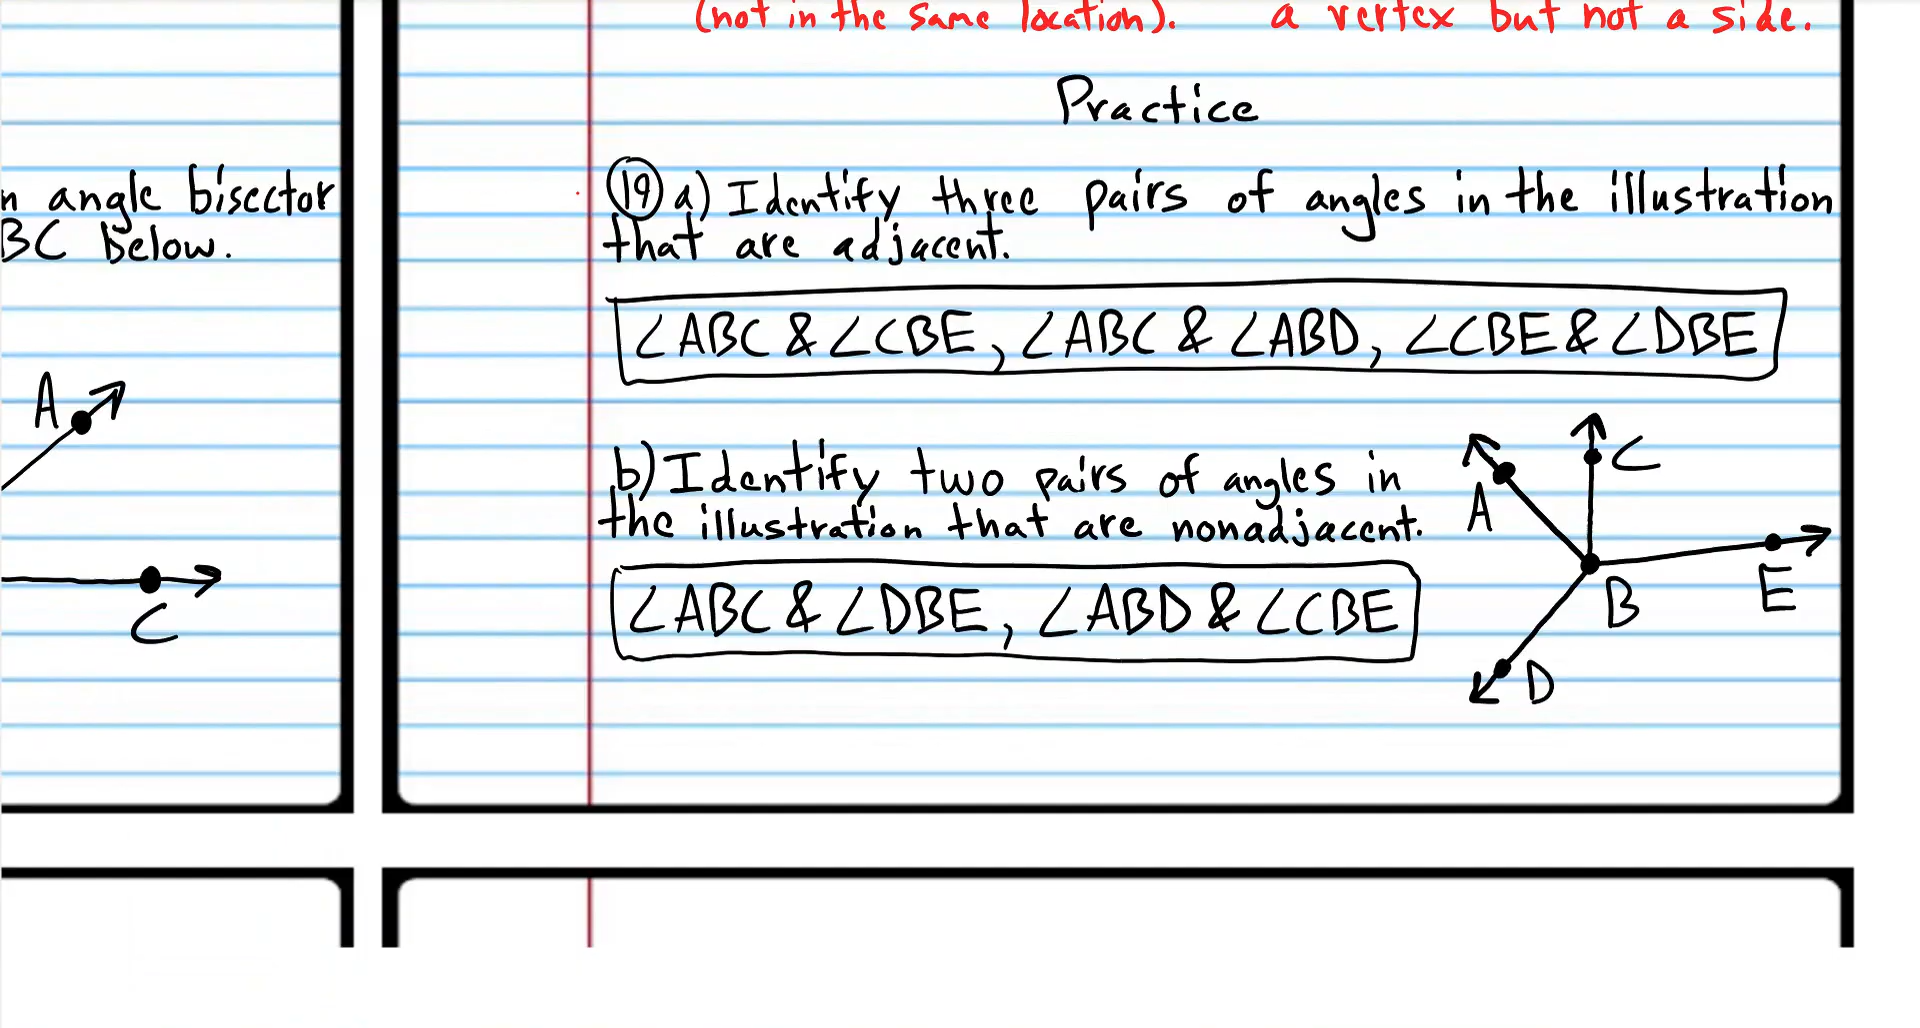 (not in the same location). a vertex but not a side.
Practice
n angle bisector
BC below.
A
C
19 a) Identify three pairs of angles in the illustration
that are adjacent.
∠ABC & ∠CBE, ∠ABC & ∠ABD, ∠CBE & ∠DBE
b) Identify two pairs of angles in
the illustration that are nonadjacent.
∠ABC & ∠DBE, ∠ABD & ∠CBE
C
A
E
B
D